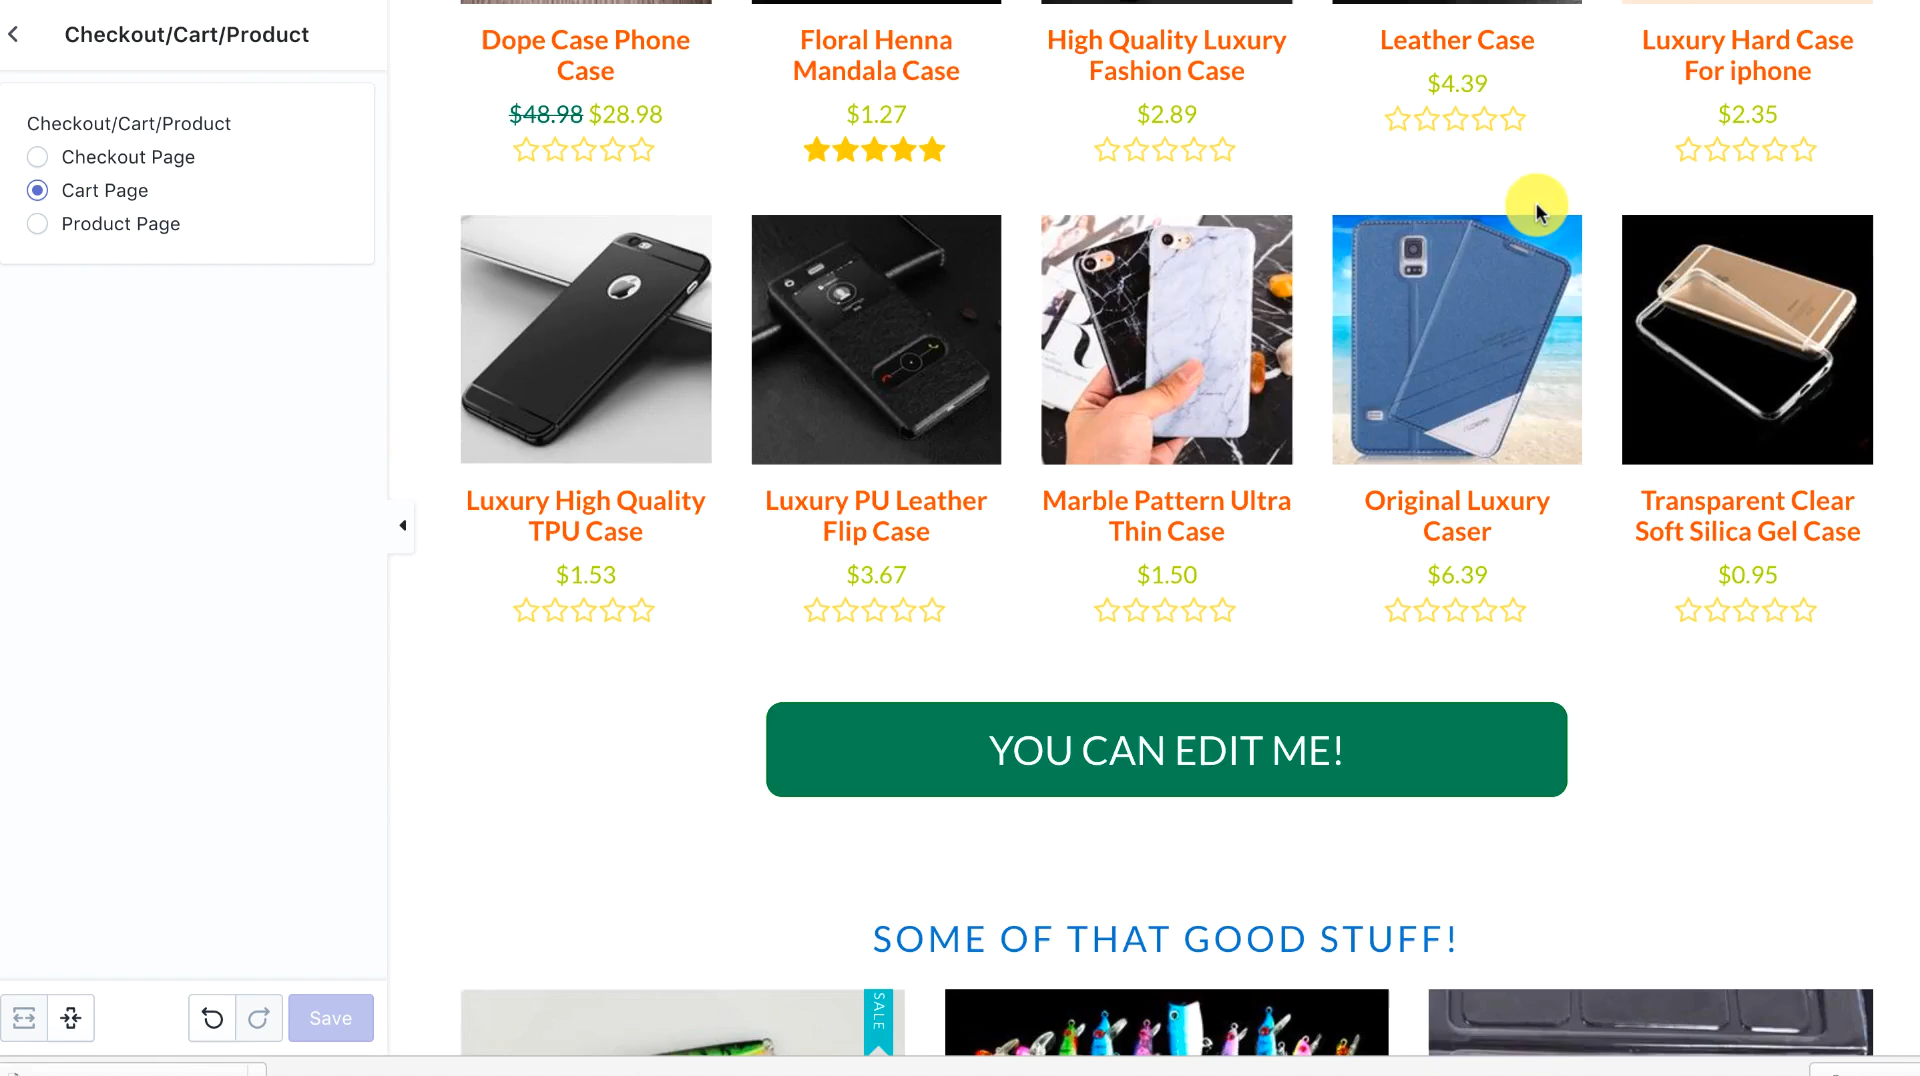 Checkout/Cart/Product
Checkout/Cart/Product
Checkout Page
Cart Page
Product Page
Save
Dope Case Phone
Case
$48.98 $28.98
Floral Henna
Mandala Case
$1.27
High Quality Luxury
Fashion Case
$2.89
Leather Case
$4.39
Luxury Hard Case
For iphone
$2.35
Luxury High Quality
TPU Case
$1.53
Luxury PU Leather
Flip Case
$3.67
Marble Pattern Ultra
Thin Case
$1.50
Original Luxury
Caser
$6.39
Transparent Clear
Soft Silica Gel Case
$0.95
YOU CAN EDIT ME!
SOME OF THAT GOOD STUFF!
SALE